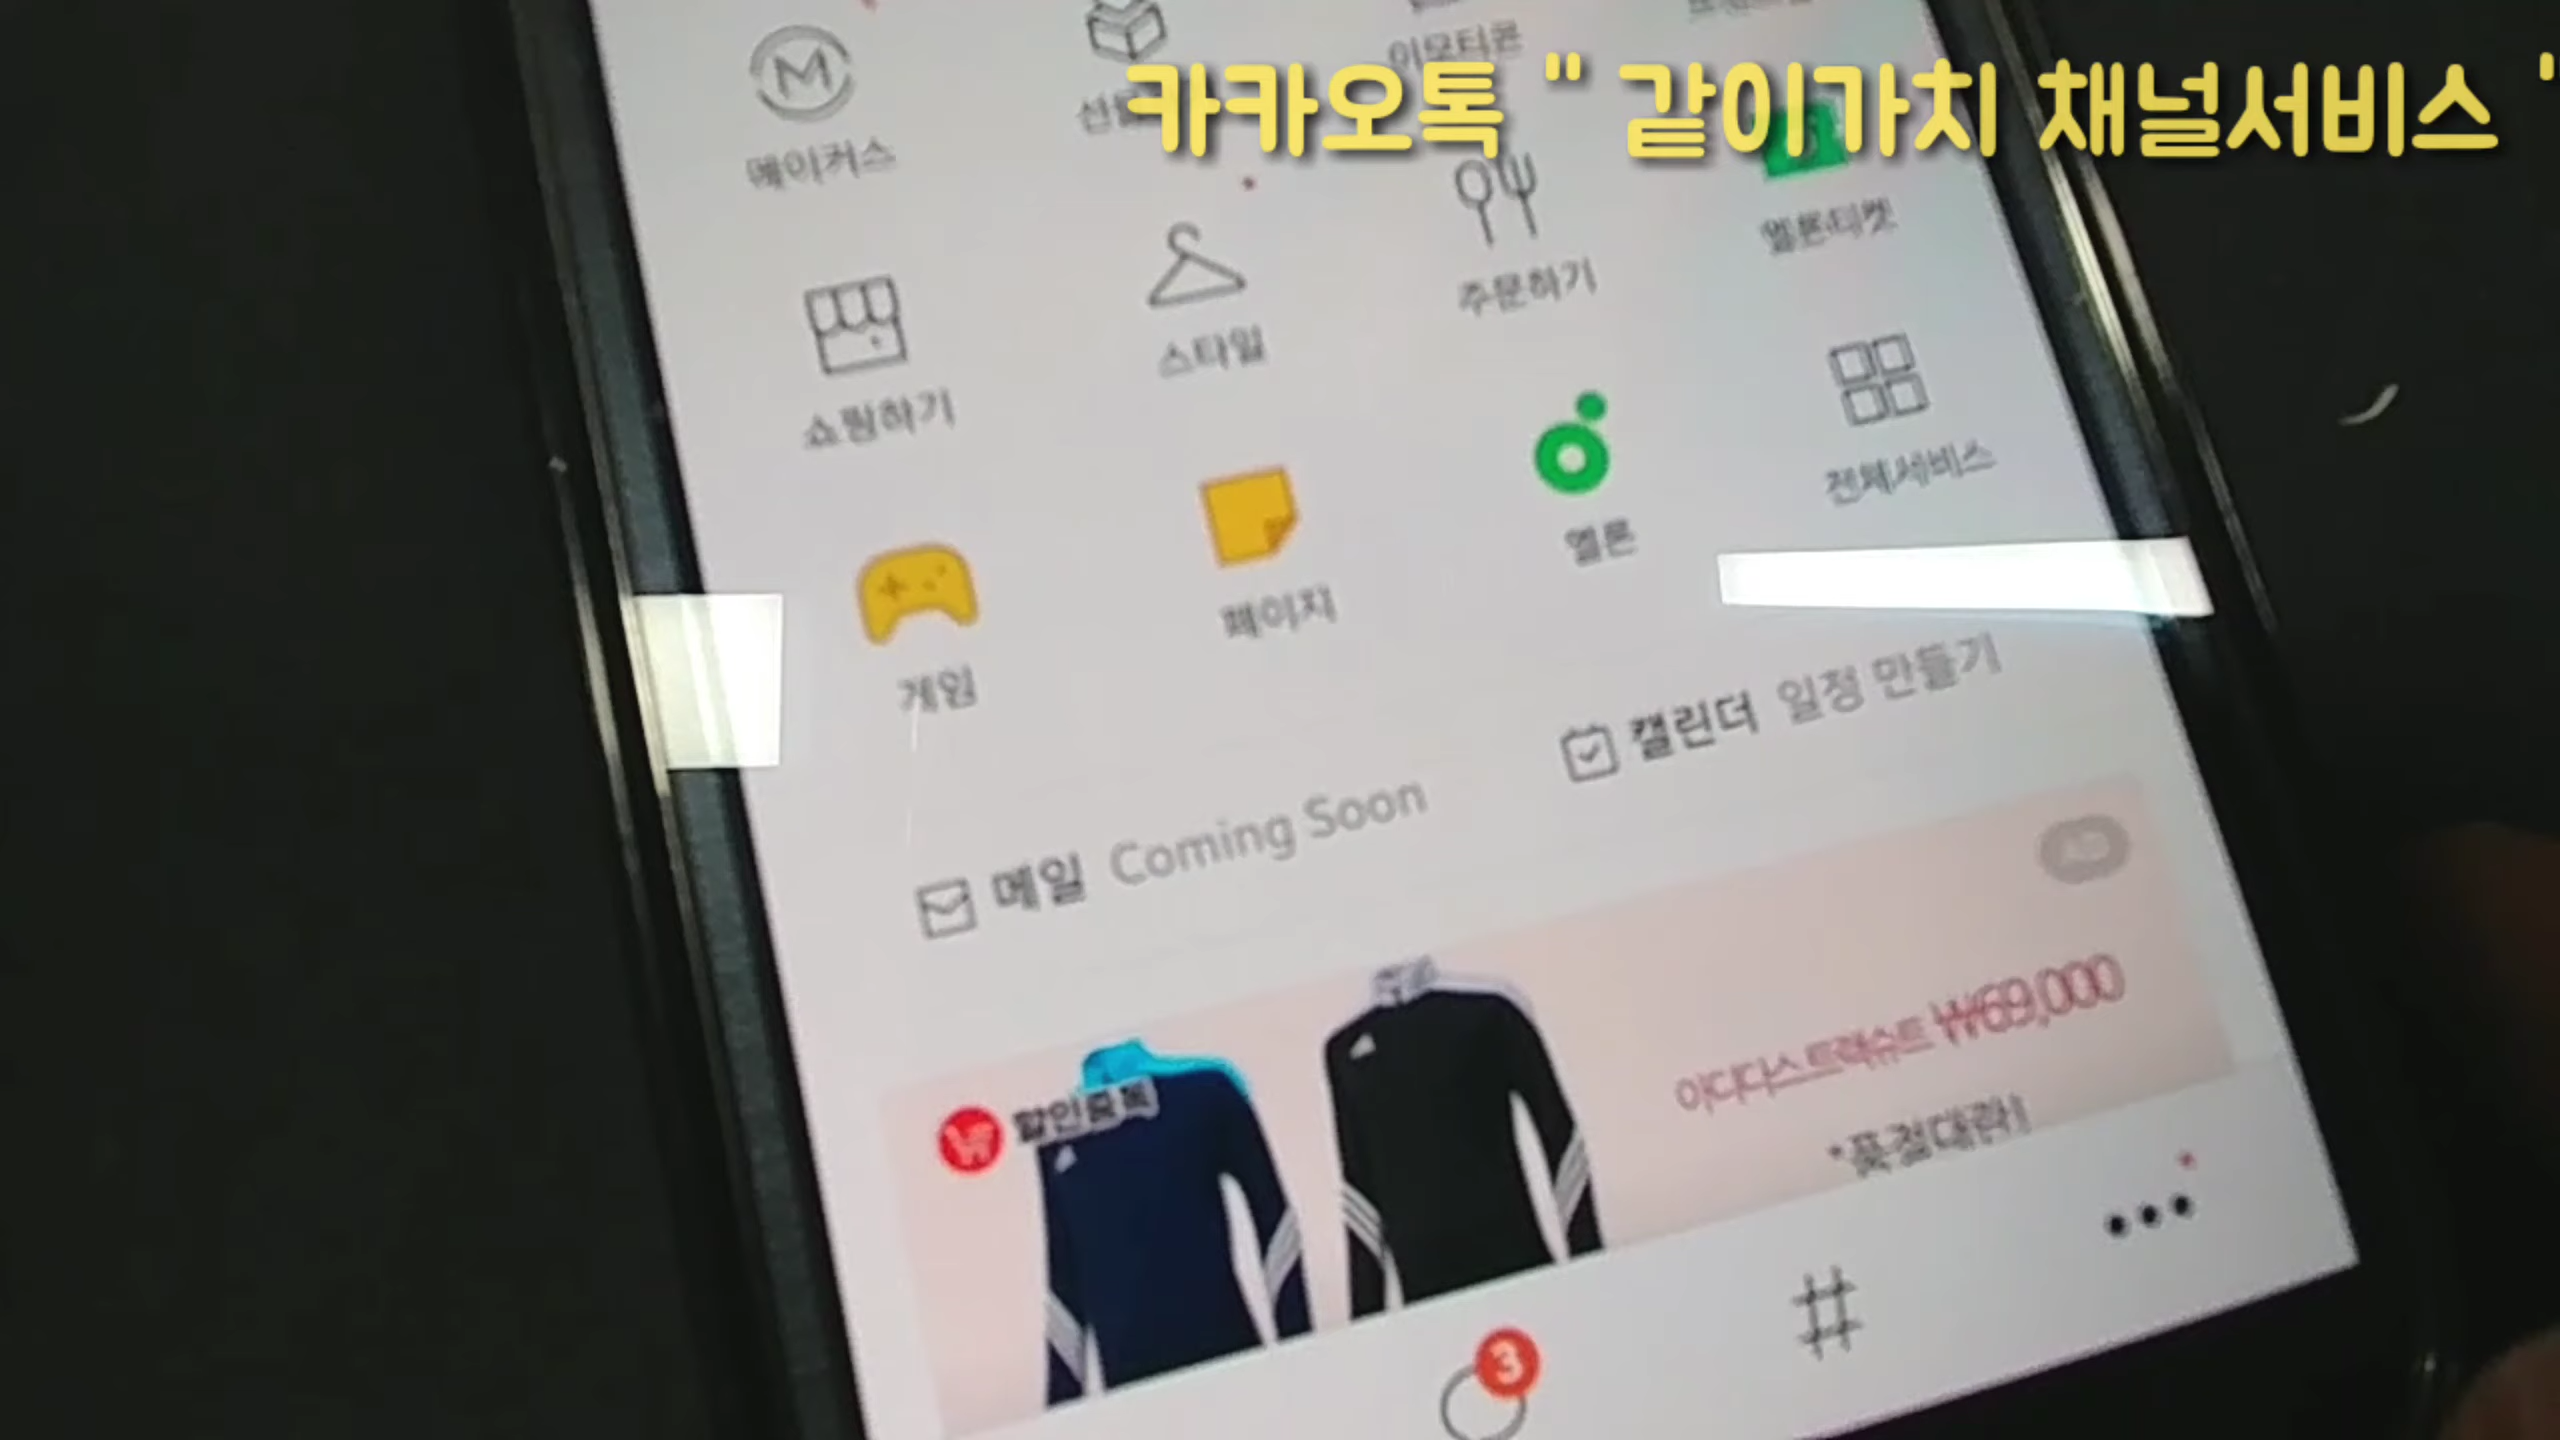 이모티콘
카카오톡 " 같이가치 채널서비스 "
메이커스
멜론티켓
쇼핑하기
스타일
주문하기
전체서비스
게임
페이지
멜론
캘린더 일정 만들기
메일 Coming Soon
아디다스 트랙슈트 ₩69,000
*품절대란!
할인중독
3